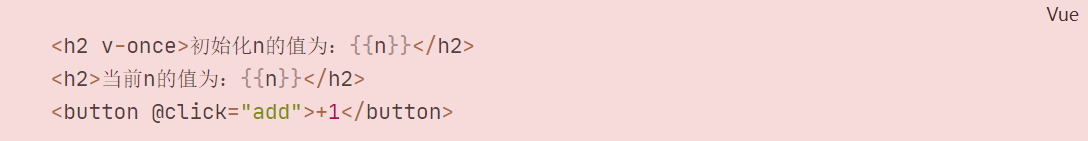 Vue
<h2 v-once>初始化n的值为：{{n}}</h2>
<h2>当前n的值为：{{n}}</h2>
<button @click="add">+1</button>